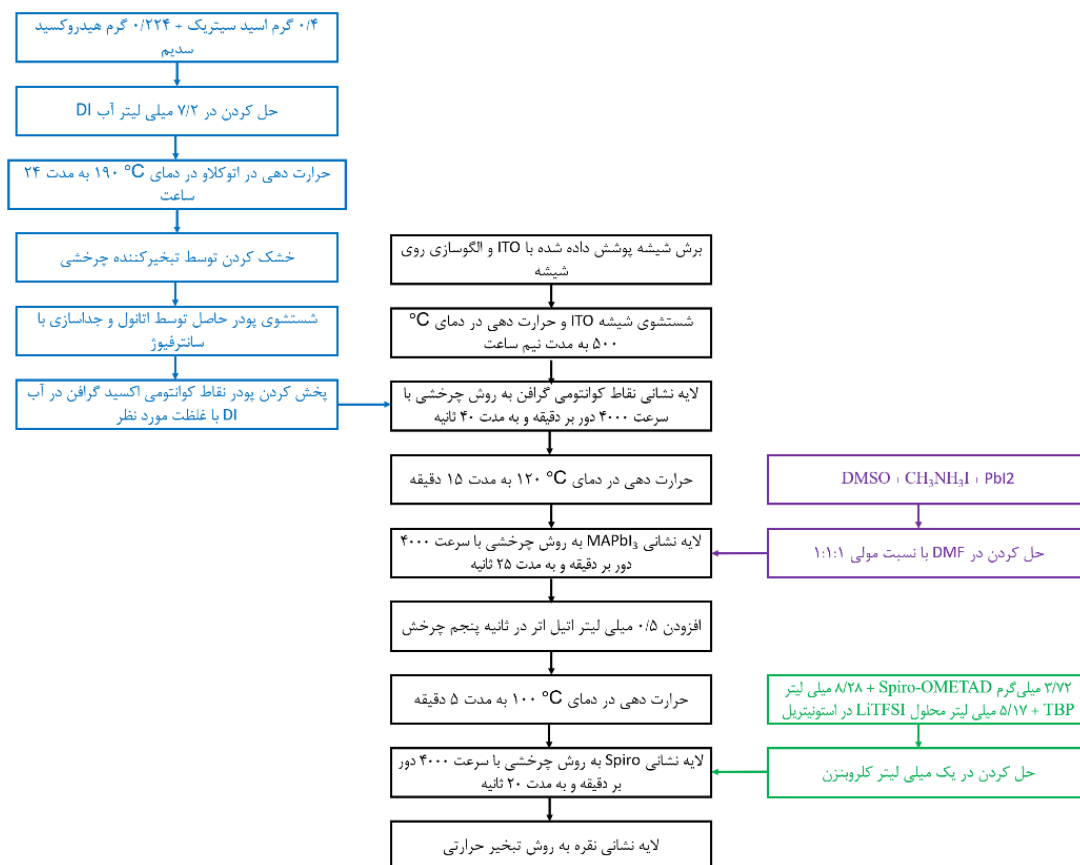 ۰/۴ گرم اسید سیتریک + ۰/۲۲۴ گرم هیدروکسید
سدیم
حل کردن در ۷/۲ میلی لیتر آب DI
حرارت دهی در اتوکلاو در دمای °C ۱۹۰ به مدت ۲۴
ساعت
خشک کردن توسط تبخیرکننده چرخشی
شستشوی پودر حاصل توسط اتانول و جداسازی با
سانترفیوژ
پخش کردن پودر نقاط کوانتومی اکسید گرافن در آب
DI با غلظت مورد نظر
برش شیشه پوشش داده شده با ITO و الگوسازی روی
شیشه
شستشوی شیشه ITO و حرارت دهی در دمای °C
۵۰۰ به مدت نیم ساعت
لایه نشانی نقاط کوانتومی گرافن به روش چرخشی با
سرعت ۴۰۰۰ دور بر دقیقه و به مدت ۴۰ ثانیه
حرارت دهی در دمای °C ۱۲۰ به مدت ۱۵ دقیقه
PbI2 ، CH₃NH₃I ، DMSO
حل کردن در DMF با نسبت مولی ۱:۱:۱
لایه نشانی MAPbI₃ به روش چرخشی با سرعت ۴۰۰۰
دور بر دقیقه و به مدت ۲۵ ثانیه
افزودن ۰/۵ میلی لیتر اتیل اتر در ثانیه پنجم چرخش
حرارت دهی در دمای °C ۱۰۰ به مدت ۵ دقیقه
۳/۷۲ میلی‌گرم Spiro-OMETAD + ۸/۲۸ میلی لیتر
TBP + ۵/۱۷ میلی لیتر محلول LiTFSI در استونیتریل
حل کردن در یک میلی لیتر کلروبنزن
لایه نشانی Spiro به روش چرخشی با سرعت ۴۰۰۰ دور
بر دقیقه و به مدت ۲۰ ثانیه
لایه نشانی نقره به روش تبخیر حرارتی